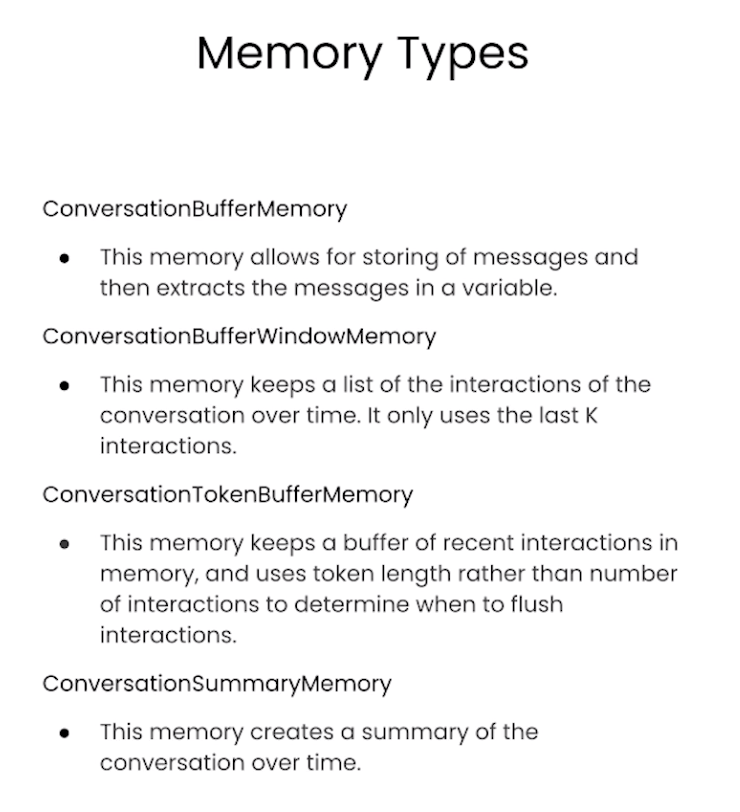 Memory Types
ConversationBufferMemory
● This memory allows for storing of messages and
then extracts the messages in a variable.
ConversationBufferWindowMemory
● This memory keeps a list of the interactions of the
conversation over time. It only uses the last K
interactions.
ConversationTokenBufferMemory
● This memory keeps a buffer of recent interactions in
memory, and uses token length rather than number
of interactions to determine when to flush
interactions.
ConversationSummaryMemory
● This memory creates a summary of the
conversation over time.